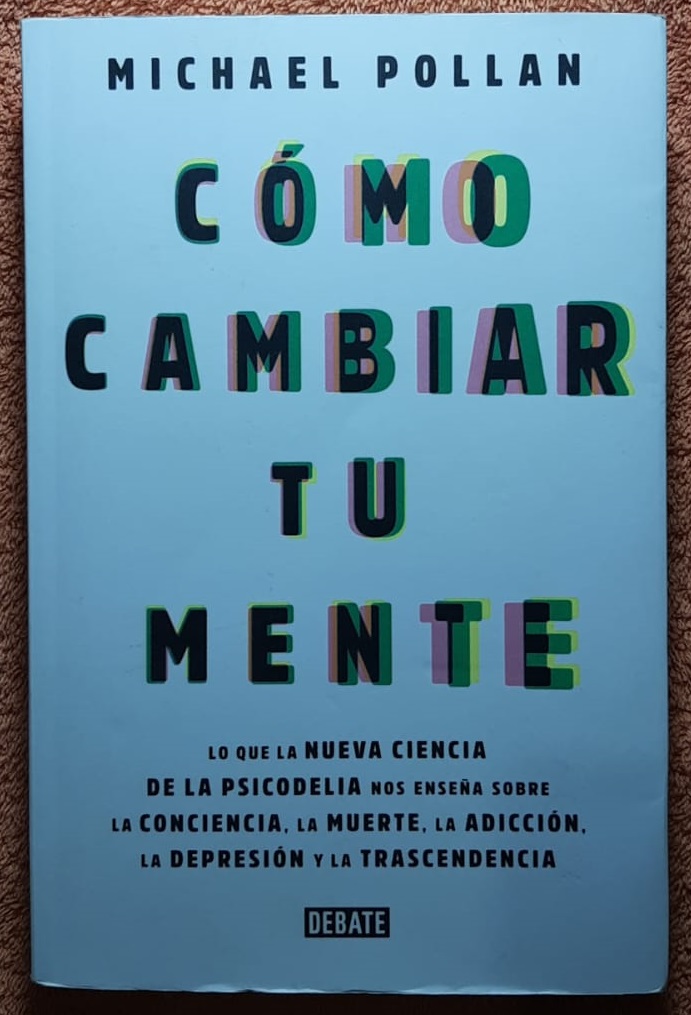 MICHAEL POLLAN
CÓMO
CAMBIAR
TU
MENTE
LO QUE LA NUEVA CIENCIA
DE LA PSICODELIA NOS ENSEÑA SOBRE
LA CONCIENCIA, LA MUERTE, LA ADICCIÓN,
LA DEPRESIÓN Y LA TRASCENDENCIA
DEBATE